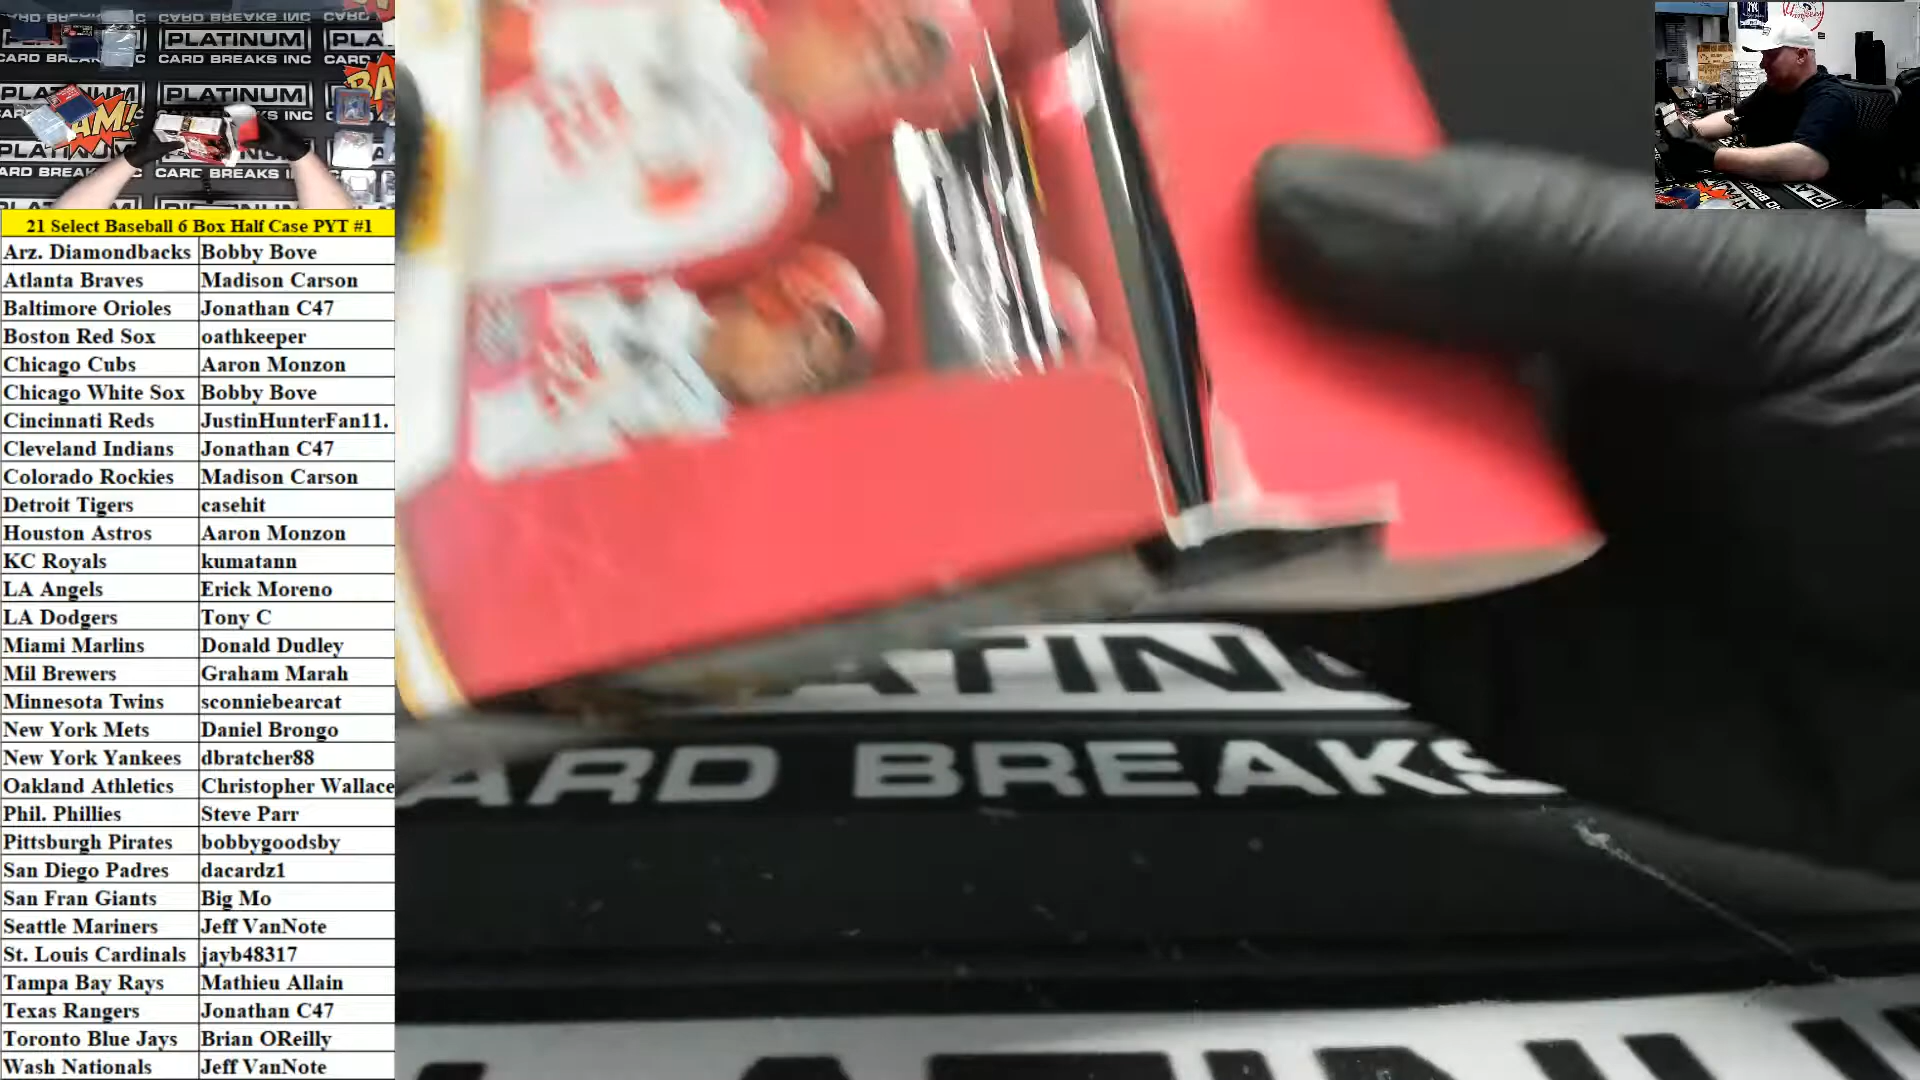 CARD BREAKS INC
PLATINUM
CARD BREAKS INC
PLATINUM
CARD BREAKS INC
AM!
BA
21 Select Baseball 6 Box Half Case PYT #1
Arz. Diamondbacks Bobby Bove
Atlanta Braves Madison Carson
Baltimore Orioles Jonathan C47
Boston Red Sox oathkeeper
Chicago Cubs Aaron Monzon
Chicago White Sox Bobby Bove
Cincinnati Reds JustinHunterFan11.
Cleveland Indians Jonathan C47
Colorado Rockies Madison Carson
Detroit Tigers casehit
Houston Astros Aaron Monzon
KC Royals kumatann
LA Angels Erick Moreno
LA Dodgers Tony C
Miami Marlins Donald Dudley
Mil Brewers Graham Marah
Minnesota Twins sconniebearcat
New York Mets Daniel Brongo
New York Yankees dbratcher88
Oakland Athletics Christopher Wallace
Phil. Phillies Steve Parr
Pittsburgh Pirates bobbygoodsby
San Diego Padres dacardz1
San Fran Giants Big Mo
Seattle Mariners Jeff VanNote
St. Louis Cardinals jayb48317
Tampa Bay Rays Mathieu Allain
Texas Rangers Jonathan C47
Toronto Blue Jays Brian OReilly
Wash Nationals Jeff VanNote
ATINU
ARD BREAKS
LATINU